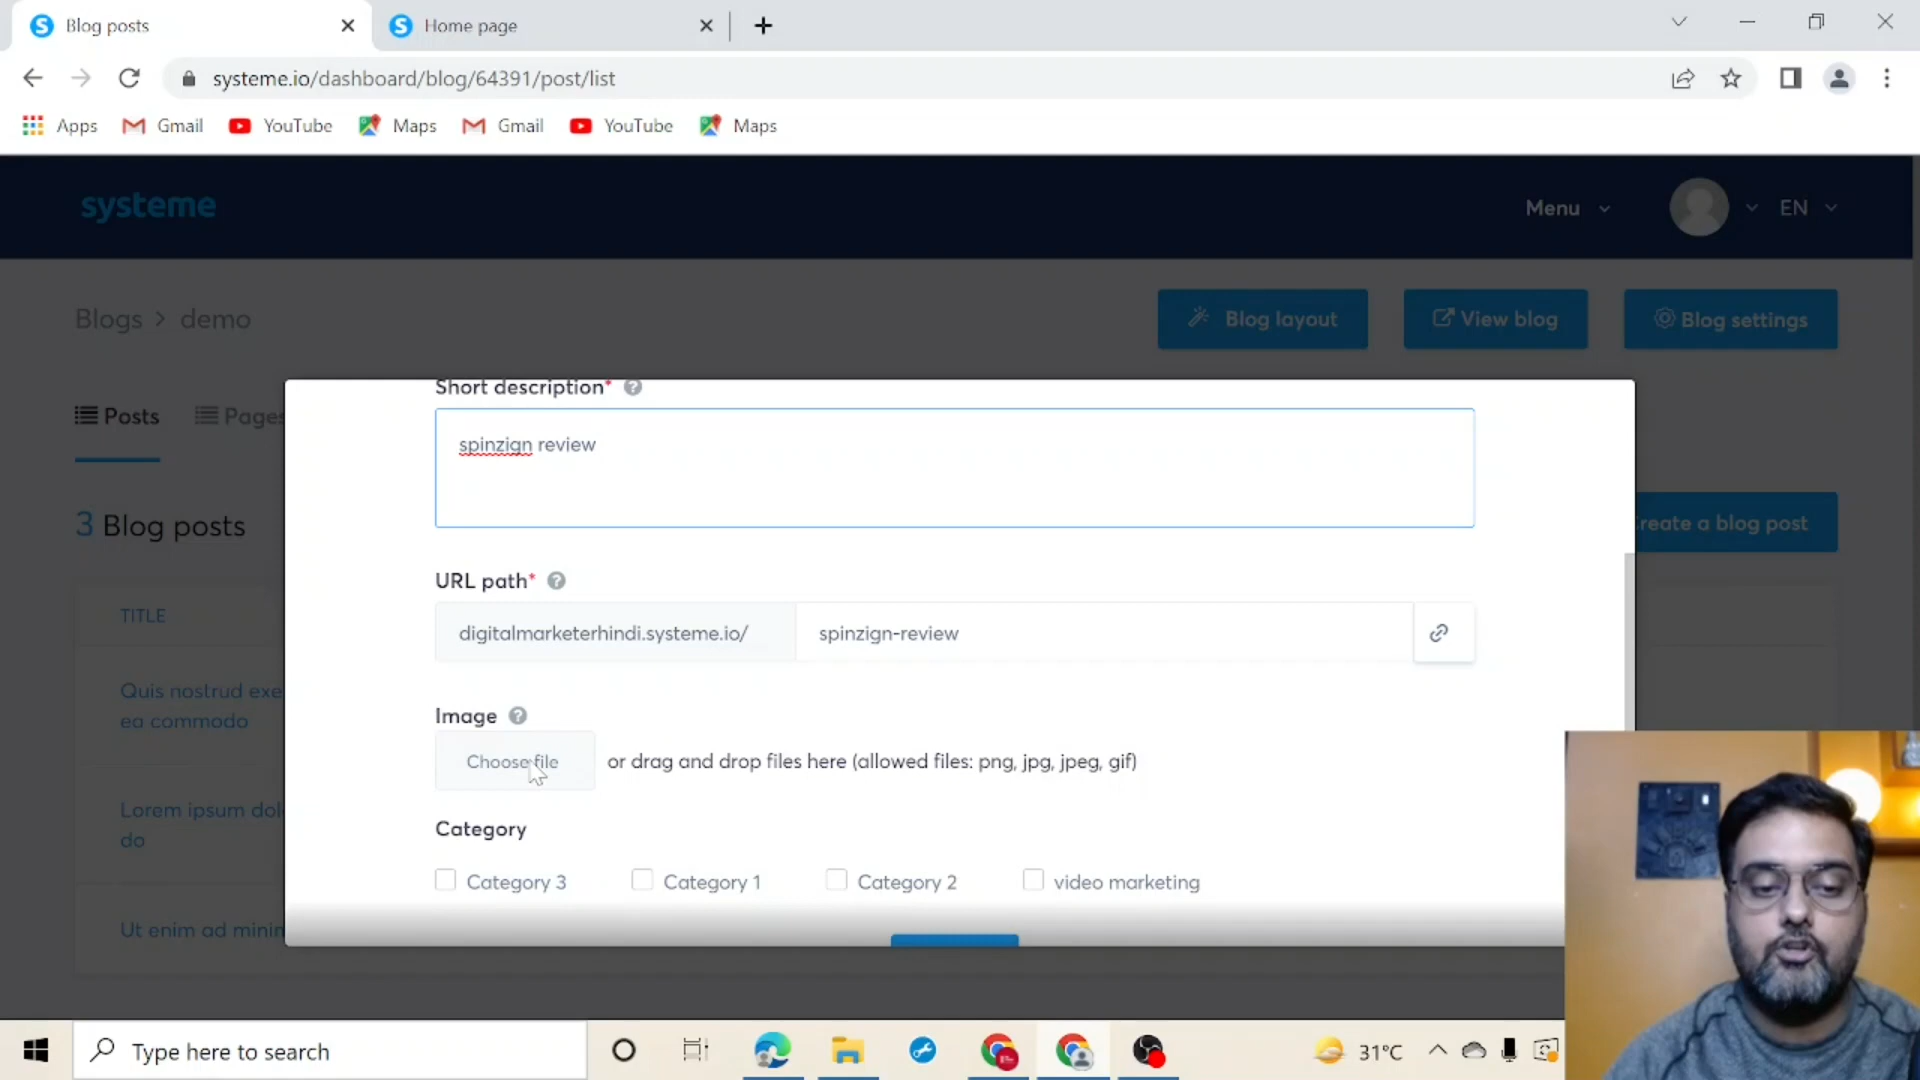 Blog posts
Home page
systeme.io/dashboard/blog/64391/post/list
Apps
Gmail
YouTube
Maps
Gmail
YouTube
Maps
systeme
Menu
EN
Blogs > demo
Blog layout
View blog
Blog settings
Posts
Pages
Short description*
spinzign review
3 Blog posts
Create a blog post
URL path*
TITLE
digitalmarketerhindi.systeme.io/
spinzign-review
Quis nostrud exe
ea commodo
Image
Choose file
or drag and drop files here (allowed files: png, jpg, jpeg, gif)
Lorem ipsum dol
do
Category
Category 3
Category 1
Category 2
video marketing
Ut enim ad minim
Type here to search
31°C